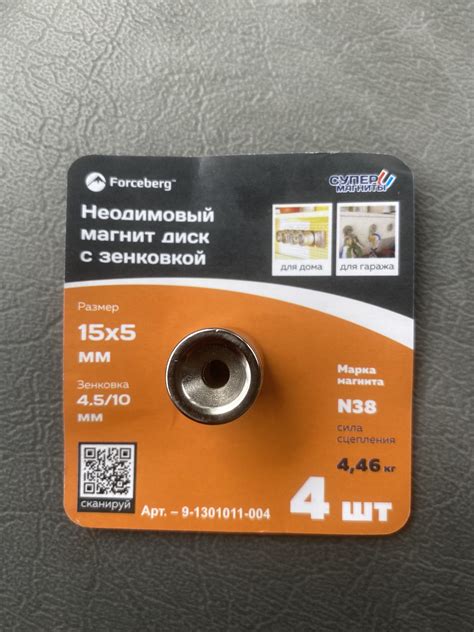 Forceberg™
СУПЕР
МАГНИТЫ
Неодимовый
магнит диск
с зенковкой
для дома
для гаража
Размер
15x5
мм
Зенковка
4.5/10
мм
Марка
магнита
N38
сила
сцепления
4,46 кг
сканируй
Арт. – 9-1301011-004
4 шт